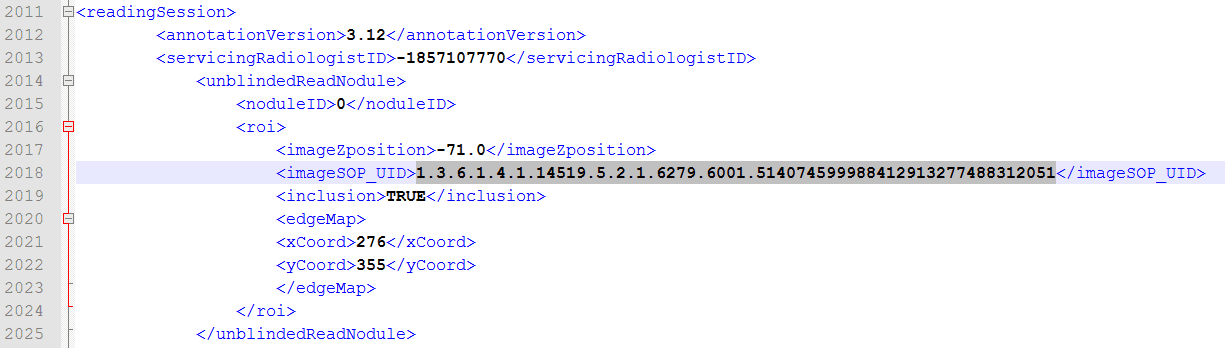 2011 <readingSession>
2012 <annotationVersion>3.12</annotationVersion>
2013 <servicingRadiologistID>-1857107770</servicingRadiologistID>
2014 <unblindedReadNodule>
2015 <noduleID>0</noduleID>
2016 <roi>
2017 <imageZposition>-71.0</imageZposition>
2018 <imageSOP_UID>1.3.6.1.4.1.14519.5.2.1.6279.6001.514074599988412913277488312051</imageSOP_UID>
2019 <inclusion>TRUE</inclusion>
2020 <edgeMap>
2021 <xCoord>276</xCoord>
2022 <yCoord>355</yCoord>
2023 </edgeMap>
2024 </roi>
2025 </unblindedReadNodule>